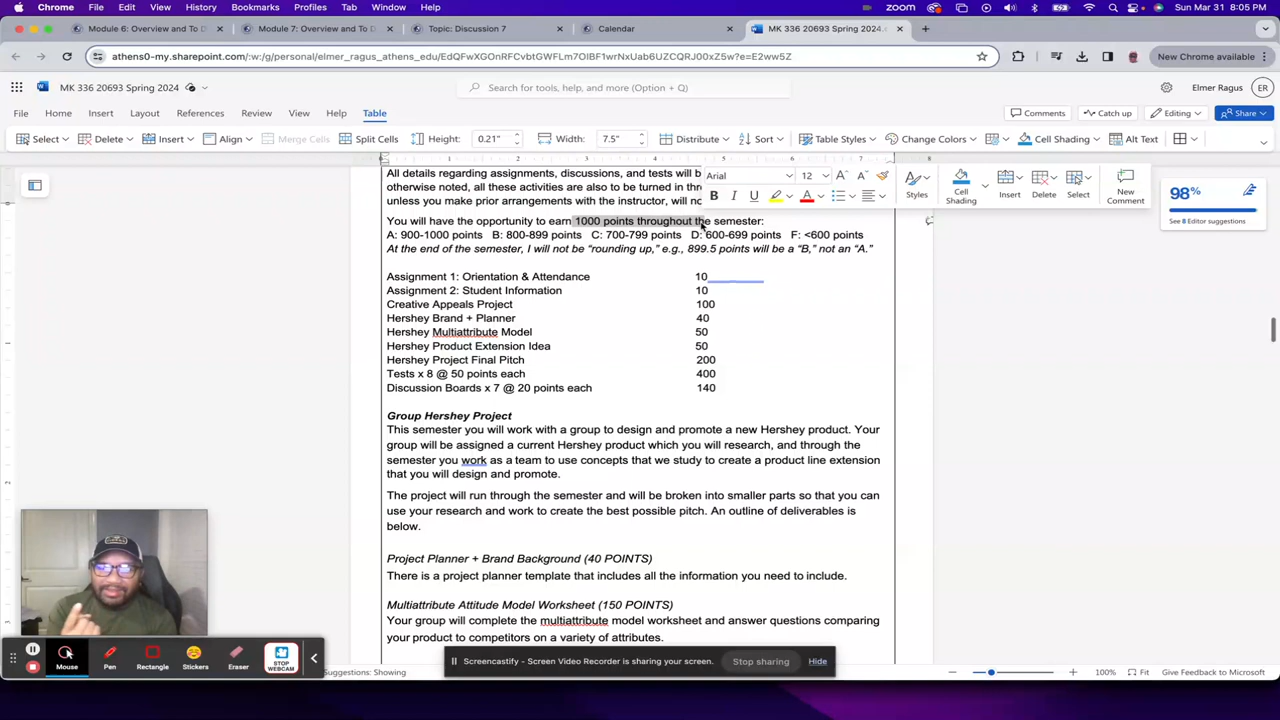 Chrome File Edit View History Bookmarks Profiles Tab Window Help ZOOM Sun Mar 31 8:05 PM
Module 6: Overview and To D Module 7: Overview and To D Topic: Discussion 7 Calendar MK 336 20693 Spring 2024.
athens0-my.sharepoint.com/:w:/g/personal/elmer_ragus_athens_edu/EdQFwXGOnRFCvbtGWFLm7OIBF1wrNxUab6UZCQRJ00xZ5w?e=E2ww5Z New Chrome available
MK 336 20693 Spring 2024 Search for tools, help, and more (Option + Q) Elmer Ragus ER
File Home Insert Layout References Review View Help Table Comments Catch up Editing Share
Select Delete Insert Align Merge Cells Split Cells Height: 0.21" Width: 7.5" Distribute Sort Table Styles Change Colors Cell Shading Alt Text
1 2 3 4 5 6 7 8
All details regarding assignments, discussions, and tests will b
otherwise noted, all these activities are also to be turned in thr
unless you make prior arrangements with the instructor, will no
Arial 12
B I U A
Styles Cell Shading Insert Delete Select New Comment
98%
See 8 Editor suggestions
You will have the opportunity to earn 1000 points throughout the semester:
A: 900-1000 points B: 800-899 points C: 700-799 points D: 600-699 points F: <600 points
At the end of the semester, I will not be “rounding up,” e.g., 899.5 points will be a “B,” not an “A.”
Assignment 1: Orientation & Attendance 10
Assignment 2: Student Information 10
Creative Appeals Project 100
Hershey Brand + Planner 40
Hershey Multiattribute Model 50
Hershey Product Extension Idea 50
Hershey Project Final Pitch 200
Tests x 8 @ 50 points each 400
Discussion Boards x 7 @ 20 points each 140
Group Hershey Project
This semester you will work with a group to design and promote a new Hershey product. Your
group will be assigned a current Hershey product which you will research, and through the
semester you work as a team to use concepts that we study to create a product line extension
that you will design and promote.
The project will run through the semester and will be broken into smaller parts so that you can
use your research and work to create the best possible pitch. An outline of deliverables is
below.
Project Planner + Brand Background (40 POINTS)
There is a project planner template that includes all the information you need to include.
Multiattribute Attitude Model Worksheet (150 POINTS)
Your group will complete the multiattribute model worksheet and answer questions comparing
your product to competitors on a variety of attributes.
Mouse Pen Rectangle Stickers Eraser STOP WEBCAM
Screencastify - Screen Video Recorder is sharing your screen. Stop sharing Hide
Suggestions: Showing 100% Fit Give Feedback to Microsoft